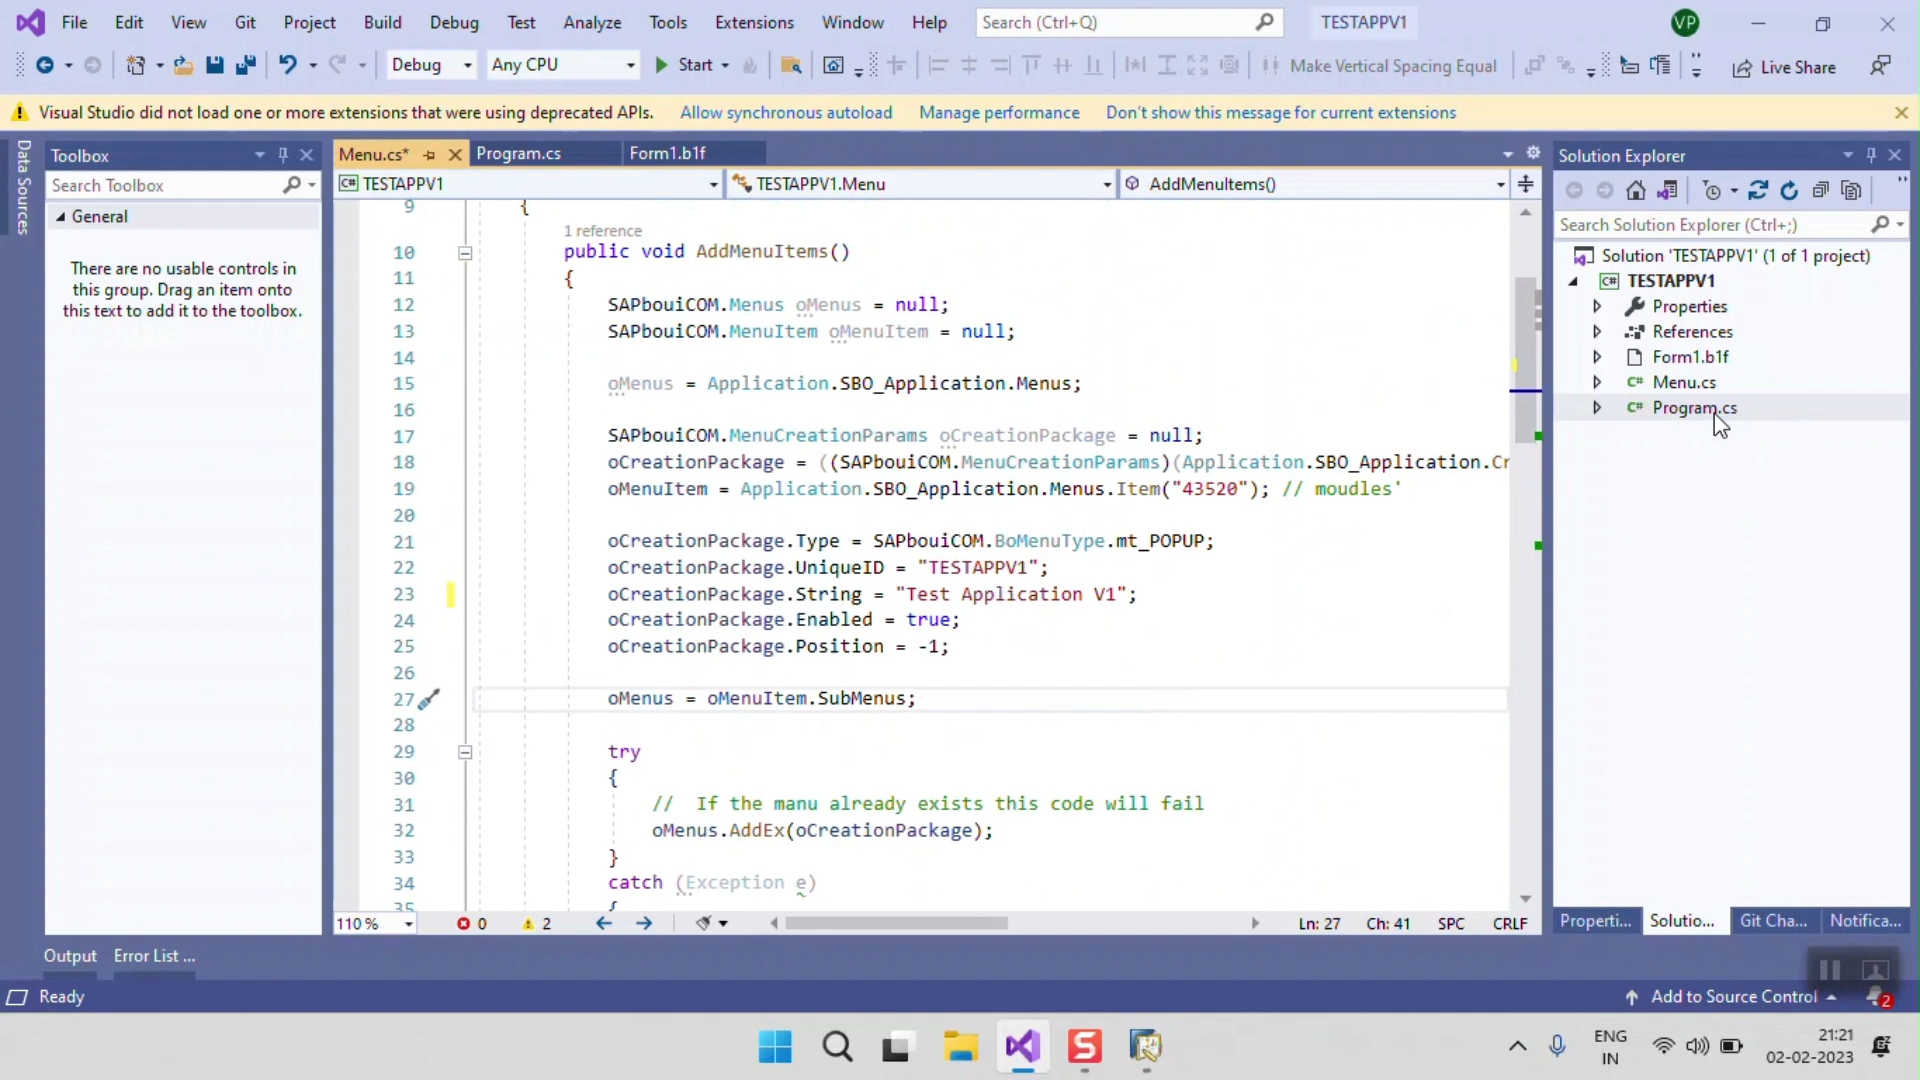 File Edit View Git Project Build Debug Test Analyze Tools Extensions Window Help Search (Ctrl+Q) TESTAPPV1 VP
Debug Any CPU Start Make Vertical Spacing Equal Live Share
Visual Studio did not load one or more extensions that were using deprecated APIs. Allow synchronous autoload Manage performance Don't show this message for current extensions
Data Sources
Toolbox
Search Toolbox
General
There are no usable controls in
this group. Drag an item onto
this text to add it to the toolbox.
Menu.cs* Program.cs Form1.b1f
C# TESTAPPV1 TESTAPPV1.Menu AddMenuItems()
9 {
1 reference
10 public void AddMenuItems()
11 {
12 SAPbouiCOM.Menus oMenus = null;
13 SAPbouiCOM.MenuItem oMenuItem = null;
14
15 oMenus = Application.SBO_Application.Menus;
16
17 SAPbouiCOM.MenuCreationParams oCreationPackage = null;
18 oCreationPackage = ((SAPbouiCOM.MenuCreationParams)(Application.SBO_Application.Cr
19 oMenuItem = Application.SBO_Application.Menus.Item("43520"); // moudles'
20
21 oCreationPackage.Type = SAPbouiCOM.BoMenuType.mt_POPUP;
22 oCreationPackage.UniqueID = "TESTAPPV1";
23 oCreationPackage.String = "Test Application V1";
24 oCreationPackage.Enabled = true;
25 oCreationPackage.Position = -1;
26
27 oMenus = oMenuItem.SubMenus;
28
29 try
30 {
31 // If the manu already exists this code will fail
32 oMenus.AddEx(oCreationPackage);
33 }
34 catch (Exception e)
35 {
110 % 0 2 Ln: 27 Ch: 41 SPC CRLF
Solution Explorer
Search Solution Explorer (Ctrl+;)
Solution 'TESTAPPV1' (1 of 1 project)
C# TESTAPPV1
Properties
References
Form1.b1f
C# Menu.cs
C# Program.cs
Properti... Solutio... Git Cha... Notifica...
Output Error List ...
Ready Add to Source Control 2
S ENG
IN
21:21
02-02-2023